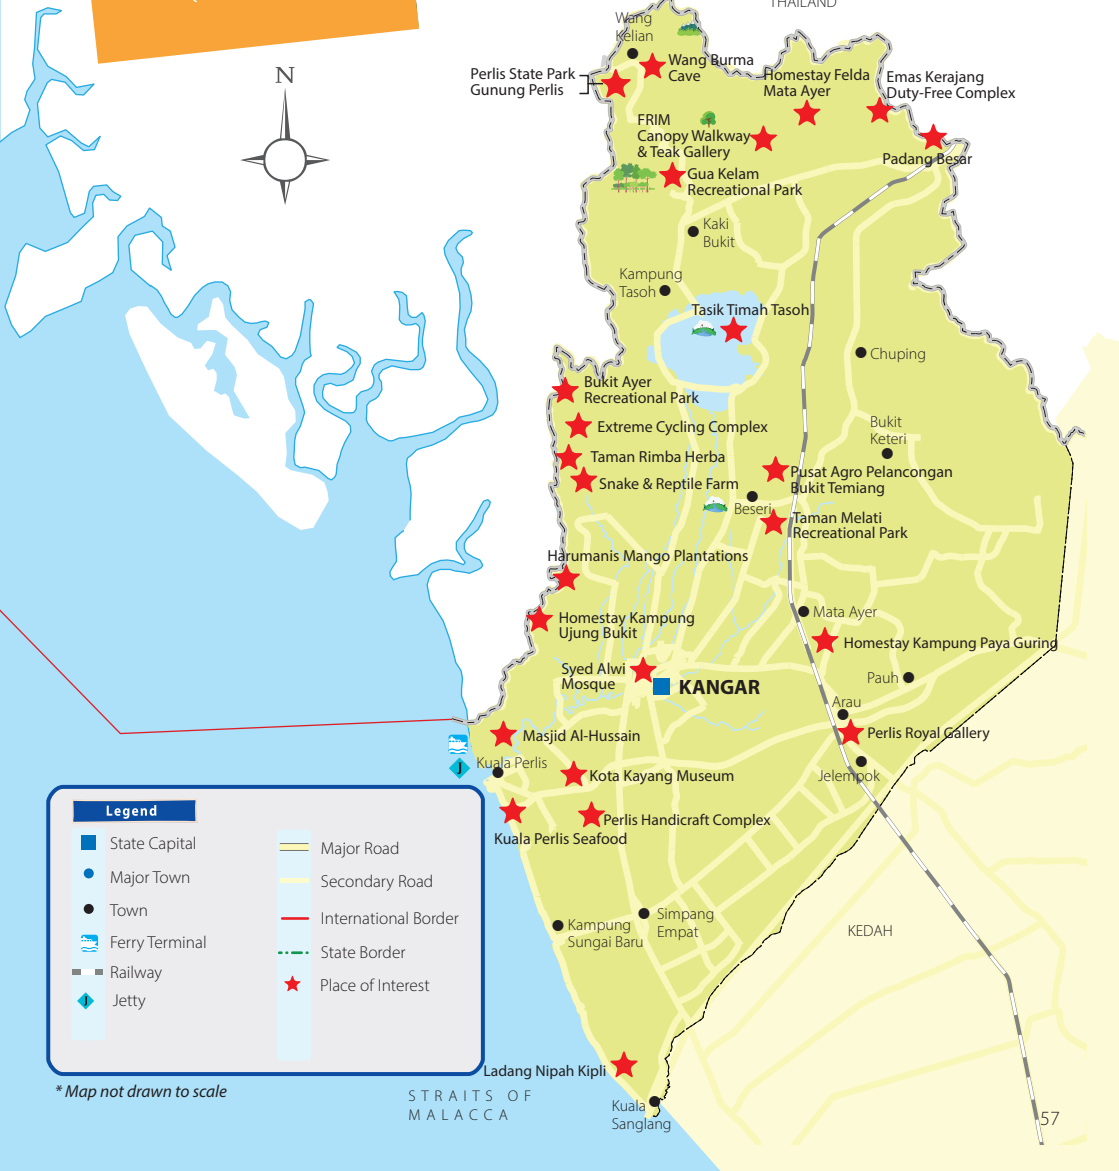 THAILAND
Wang
Kelian
Wang Burma
Cave
Perlis State Park
Gunung Perlis
N
Homestay Felda
Mata Ayer
Emas Kerajang
Duty-Free Complex
FRIM
Canopy Walkway
& Teak Gallery
Padang Besar
Gua Kelam
Recreational Park
Kaki
Bukit
Kampung
Tasoh
Tasik Timah Tasoh
Chuping
Bukit Ayer
Recreational Park
Extreme Cycling Complex
Bukit
Keteri
Taman Rimba Herba
Snake & Reptile Farm
Pusat Agro Pelancongan
Bukit Temiang
Beseri
Taman Melati
Recreational Park
Harumanis Mango Plantations
Homestay Kampung
Ujung Bukit
Mata Ayer
Homestay Kampung Paya Guring
Syed Alwi
Mosque
KANGAR
Pauh
Arau
Masjid Al-Hussain
Perlis Royal Gallery
J
Kuala Perlis
Kota Kayang Museum
Jelempok
Kuala Perlis Seafood
Perlis Handicraft Complex
Legend
State Capital
Major Town
Town
Ferry Terminal
Railway
J
Jetty
Major Road
Secondary Road
International Border
State Border
Place of Interest
Kampung
Sungai Baru
Simpang
Empat
KEDAH
Ladang Nipah Kipli
* Map not drawn to scale
STRAITS OF
MALACCA
Kuala
Sanglang
57